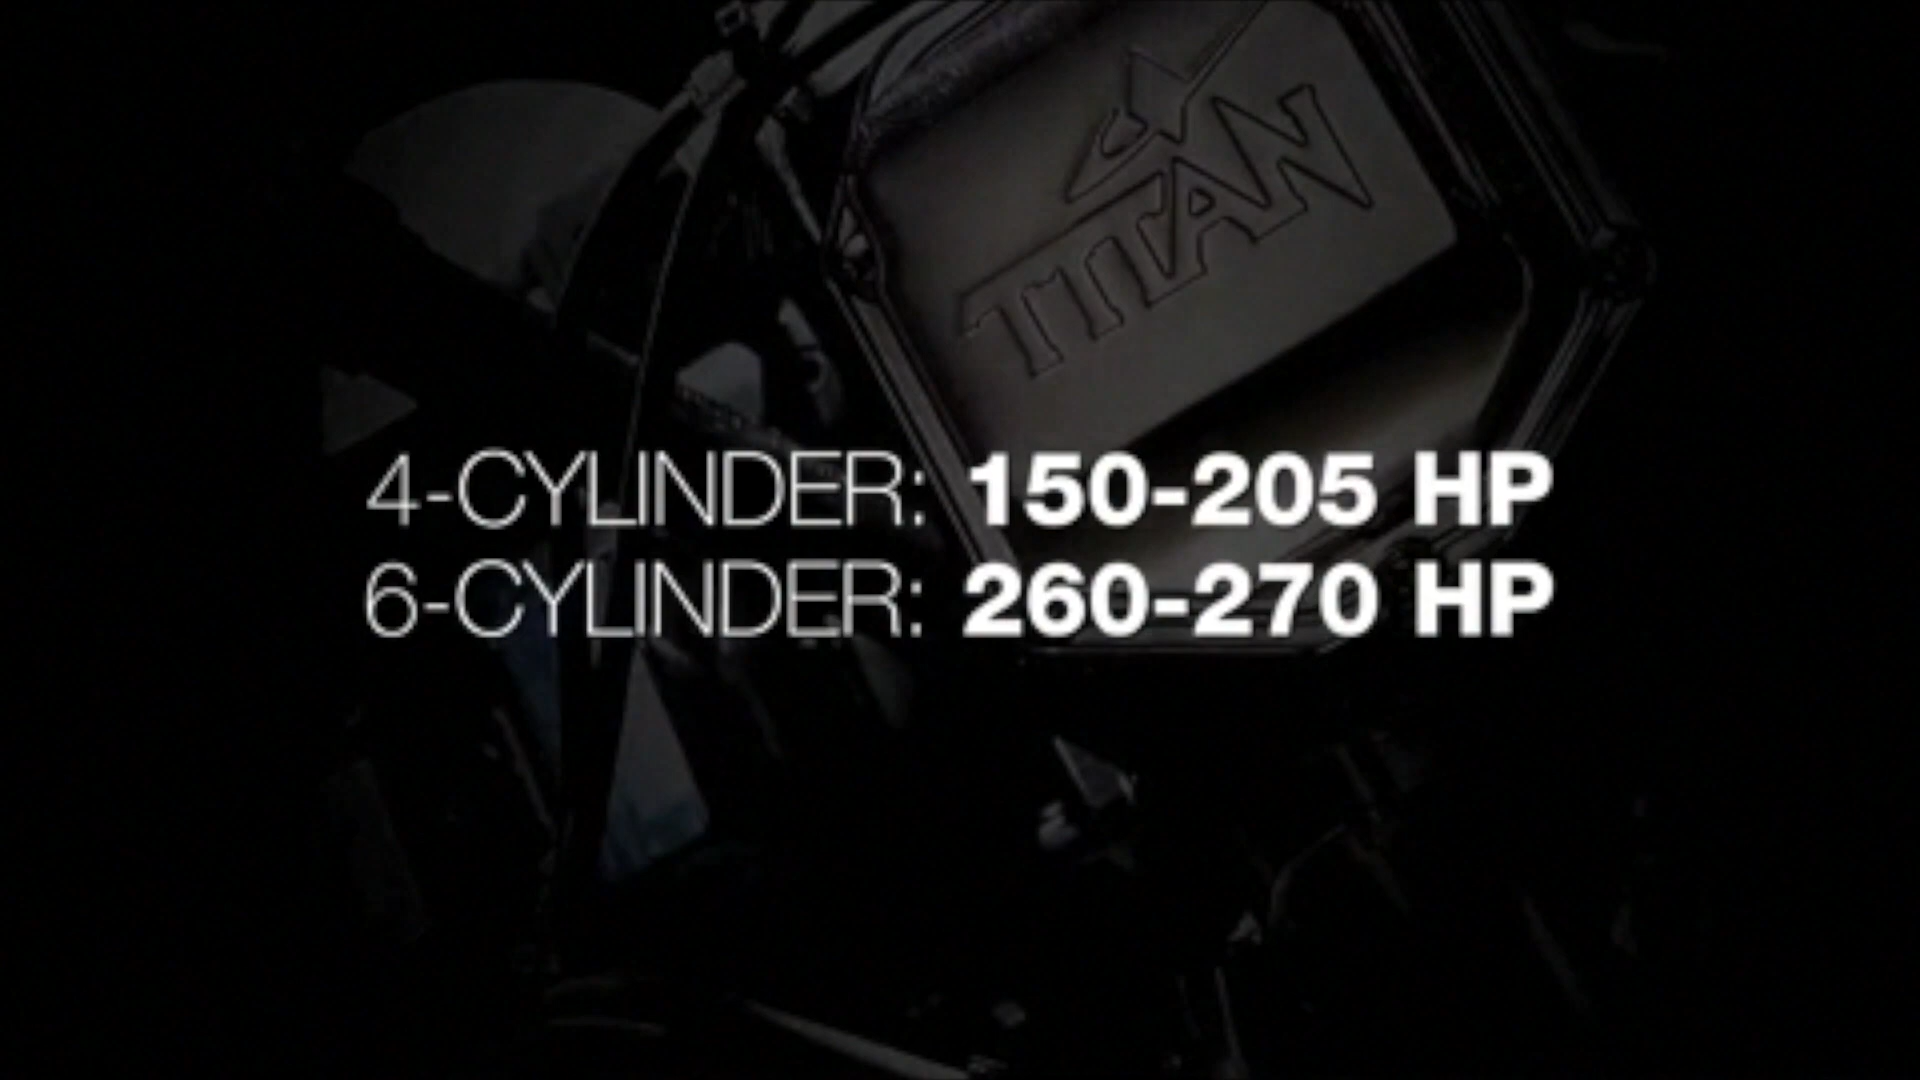 TITAN
4-CYLINDER: 150-205 HP
6-CYLINDER: 260-270 HP